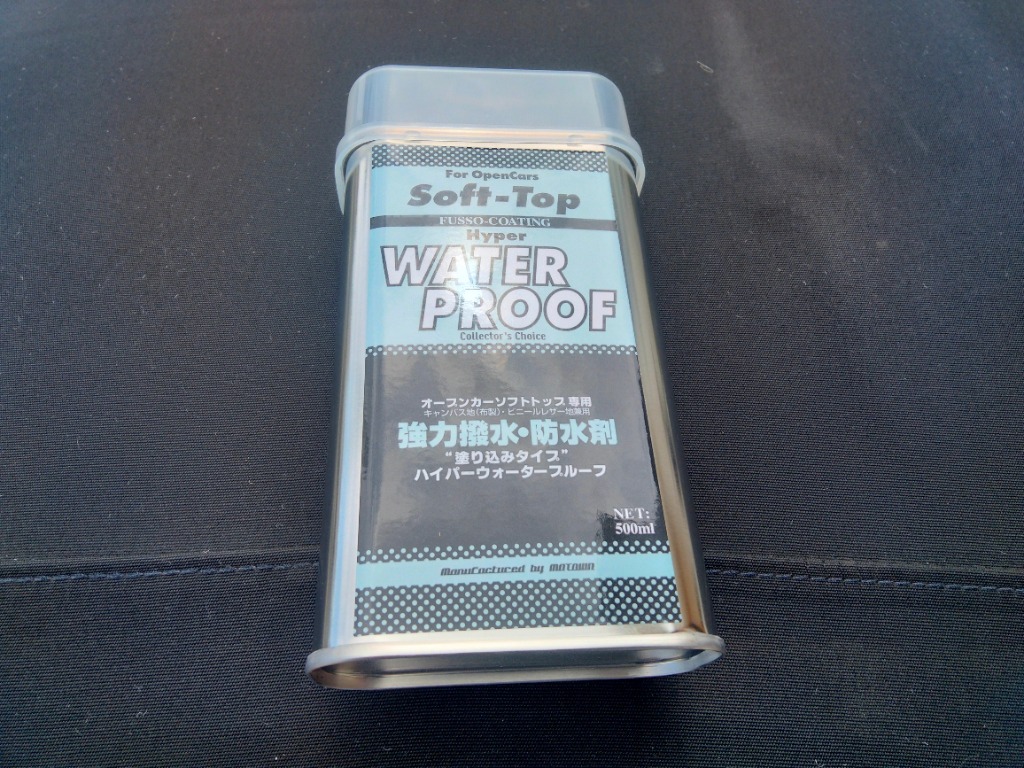 For OpenCars
Soft-Top
FUSSO-COATING
Hyper
WATER
PROOF
Collector's Choice
オープンカーソフトトップ専用
キャンバス地(布製)・ビニールレザー地兼用
強力撥水・防水剤
"塗り込みタイプ"
ハイパーウォータープルーフ
NET:
500ml
Manufactured by